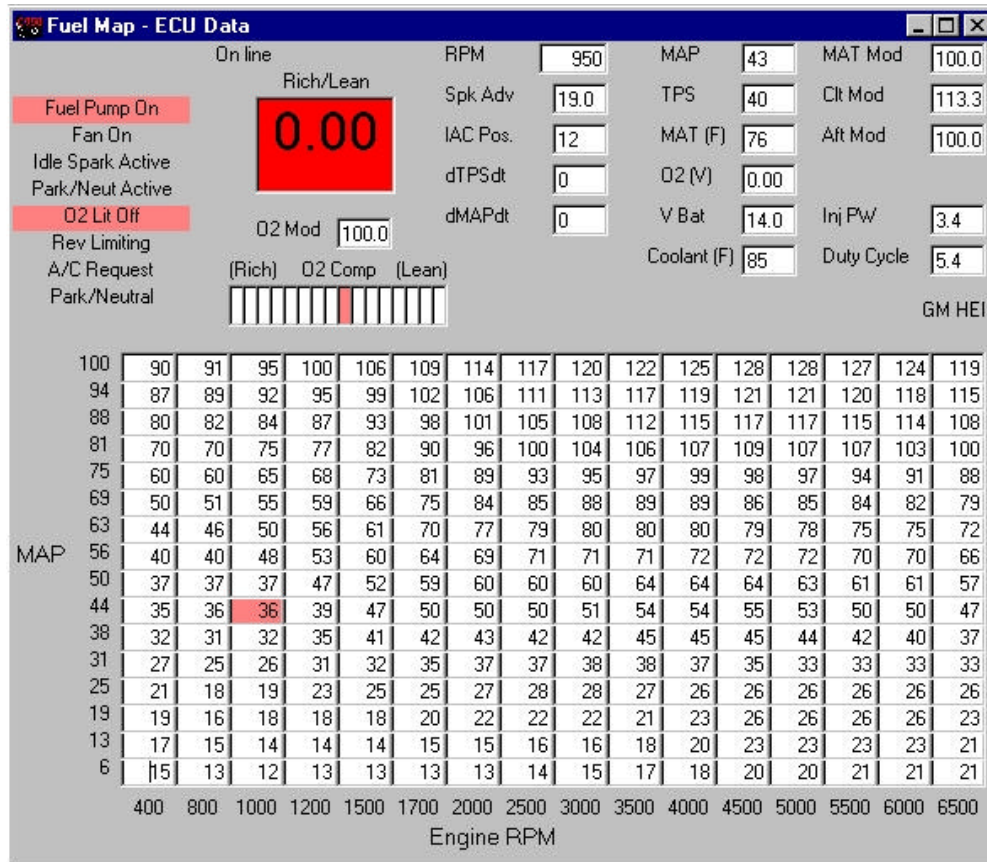 Fuel Map - ECU Data
On line RPM 950 MAP 43 MAT Mod 100.0
Rich/Lean
Fuel Pump On 0.00 Spk Adv 19.0 TPS 40 Clt Mod 113.3
Fan On IAC Pos. 12 MAT (F) 76 Aft Mod 100.0
Idle Spark Active
Park/Neut Active dTPSdt 0 O2 (V) 0.00
O2 Lit Off O2 Mod 100.0 dMAPdt 0 V Bat 14.0 Inj PW 3.4
Rev Limiting
A/C Request (Rich) O2 Comp (Lean) Coolant (F) 85 Duty Cycle 5.4
Park/Neutral
GM HEI
100 90 91 95 100 106 109 114 117 120 122 125 128 128 127 124 119
94 87 89 92 95 99 102 106 111 113 117 119 121 121 120 118 115
88 80 82 84 87 93 98 101 105 108 112 115 117 117 115 114 108
81 70 70 75 77 82 90 96 100 104 106 107 109 107 107 103 100
75 60 60 65 68 73 81 89 93 95 97 99 98 97 94 91 88
69 50 51 55 59 66 75 84 85 88 89 89 86 85 84 82 79
63 44 46 50 56 61 70 77 79 80 80 80 79 78 75 75 72
MAP 56 40 40 48 53 60 64 69 71 71 71 72 72 72 70 70 66
50 37 37 37 47 52 59 60 60 60 64 64 64 63 61 61 57
44 35 36 36 39 47 50 50 50 51 54 54 55 53 50 50 47
38 32 31 32 35 41 42 43 42 42 45 45 45 44 42 40 37
31 27 25 26 31 32 35 37 37 38 38 37 35 33 33 33 33
25 21 18 19 23 25 25 27 28 28 27 26 26 26 26 26 26
19 19 16 18 18 18 20 22 22 22 21 23 26 26 26 26 23
13 17 15 14 14 14 15 15 16 16 18 20 23 23 23 23 21
6 15 13 12 13 13 13 13 14 15 17 18 20 20 21 21 21
400 800 1000 1200 1500 1700 2000 2500 3000 3500 4000 4500 5000 5500 6000 6500
Engine RPM